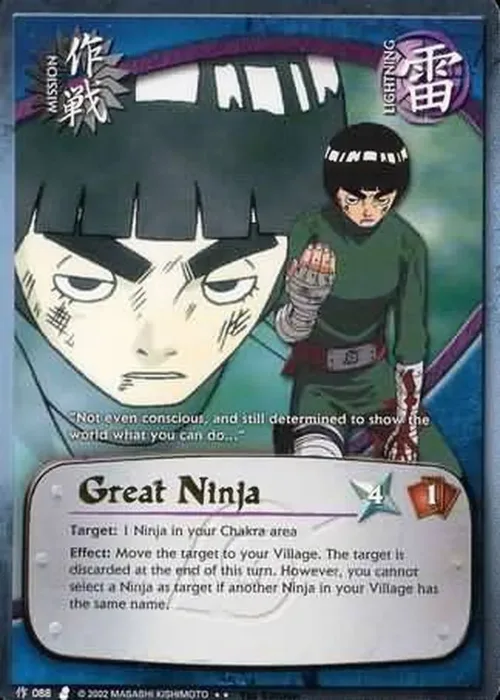 作戦
MISSION
雷
LIGHTNING
"Not even conscious, and still determined to show the
world what you can do..."
Great Ninja
4
1
Target: 1 Ninja in your Chakra area
Effect: Move the target to your Village. The target is
discarded at the end of this turn. However, you cannot
select a Ninja as target if another Ninja in your Village has
the same name.
作 088 © 2002 MASASHI KISHIMOTO